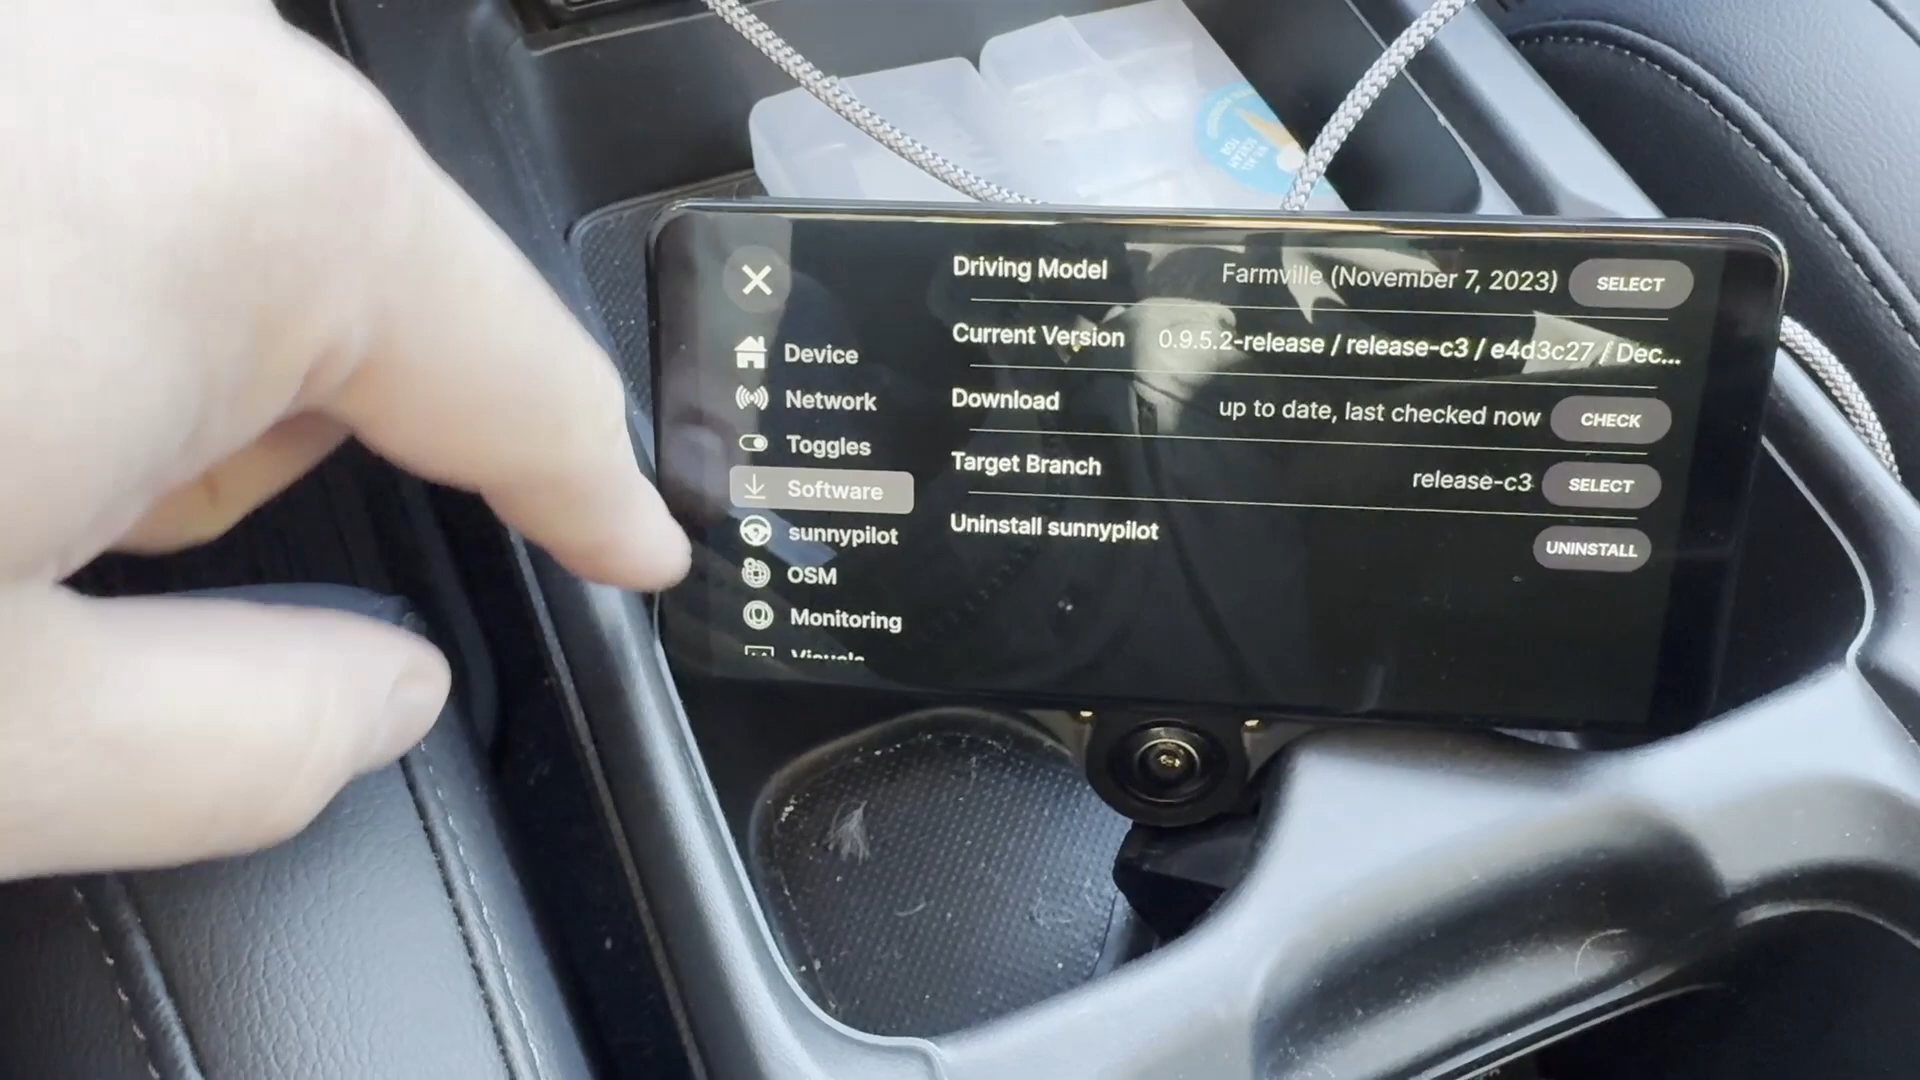 Driving Model Farmville (November 7, 2023) SELECT
Current Version 0.9.5.2-release / release-c3 / e4d3c27 / Dec...
Download up to date, last checked now CHECK
Target Branch release-c3 SELECT
Uninstall sunnypilot UNINSTALL
Device
Network
Toggles
Software
sunnypilot
OSM
Monitoring
Visuals